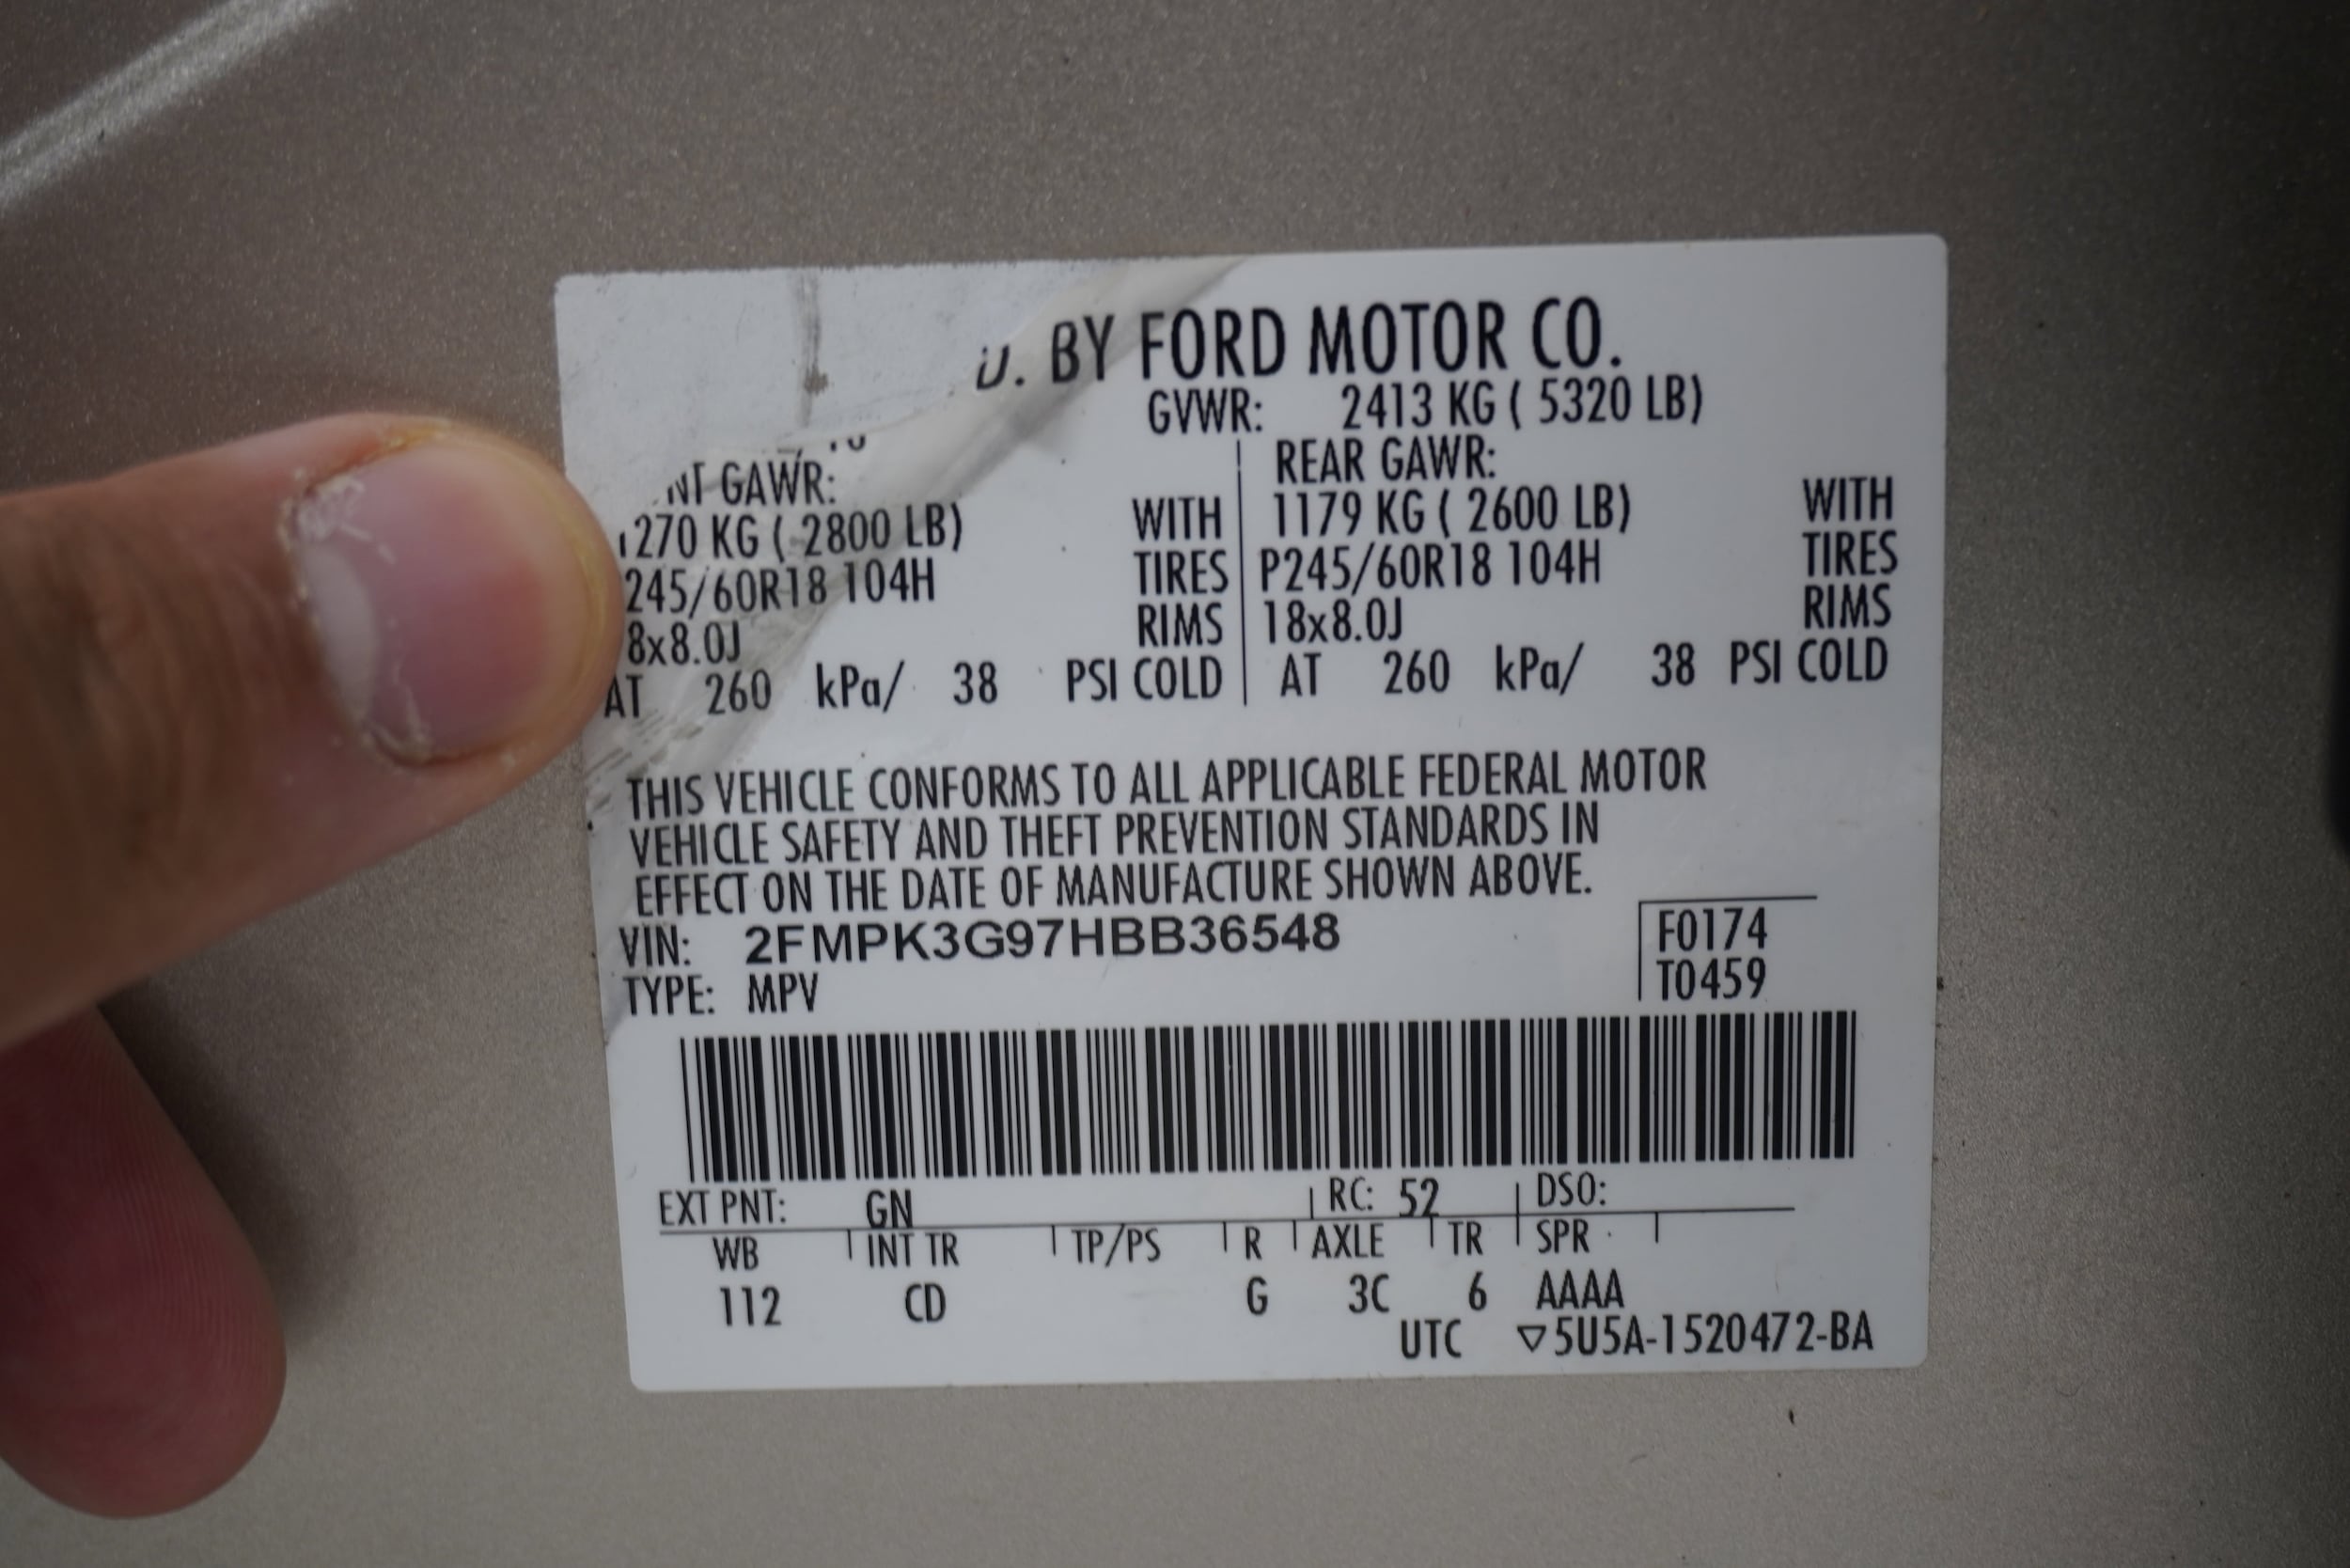 D. BY FORD MOTOR CO.
GVWR: 2413 KG ( 5320 LB)
NT GAWR:
1270 KG ( 2800 LB) WITH
245/60R18 104H TIRES
8x8.0J RIMS
AT 260 kPa/ 38 PSI COLD
REAR GAWR:
1179 KG ( 2600 LB) WITH
P245/60R18 104H TIRES
18x8.0J RIMS
AT 260 kPa/ 38 PSI COLD
THIS VEHICLE CONFORMS TO ALL APPLICABLE FEDERAL MOTOR
VEHICLE SAFETY AND THEFT PREVENTION STANDARDS IN
EFFECT ON THE DATE OF MANUFACTURE SHOWN ABOVE.
VIN: 2FMPK3G97HBB36548
TYPE: MPV
F0174
T0459
EXT PNT: GN RC: 52 DSO:
WB INT TR TP/PS R AXLE TR SPR
112 CD G 3C 6 AAAA
UTC ▽5U5A-1520472-BA